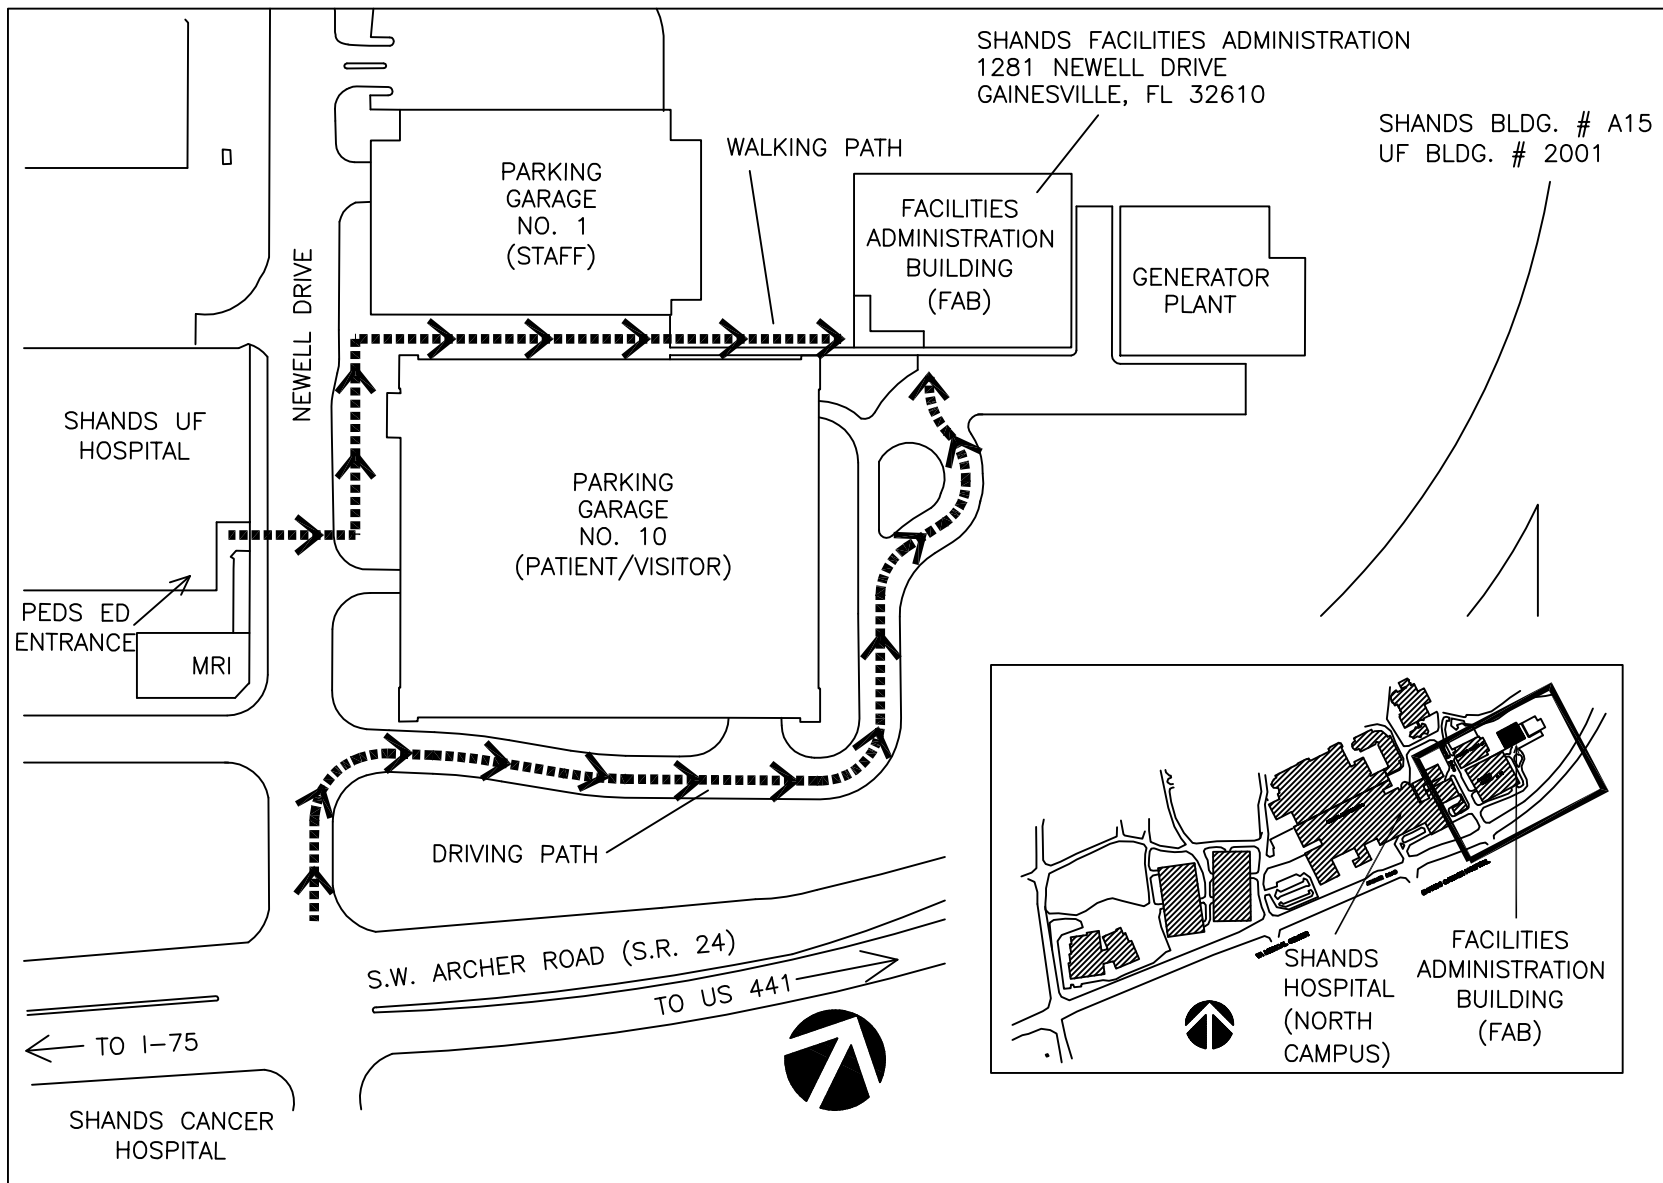 SHANDS FACILITIES ADMINISTRATION
1281 NEWELL DRIVE
GAINESVILLE, FL 32610
SHANDS BLDG. # A15
UF BLDG. # 2001
WALKING PATH
PARKING
GARAGE
NO. 1
(STAFF)
FACILITIES
ADMINISTRATION
BUILDING
(FAB)
GENERATOR
PLANT
NEWELL DRIVE
SHANDS UF
HOSPITAL
PARKING
GARAGE
NO. 10
(PATIENT/VISITOR)
PEDS ED
ENTRANCE
MRI
DRIVING PATH
S.W. ARCHER ROAD (S.R. 24)
TO US 441
TO I-75
SHANDS CANCER
HOSPITAL
SHANDS
HOSPITAL
(NORTH
CAMPUS)
FACILITIES
ADMINISTRATION
BUILDING
(FAB)